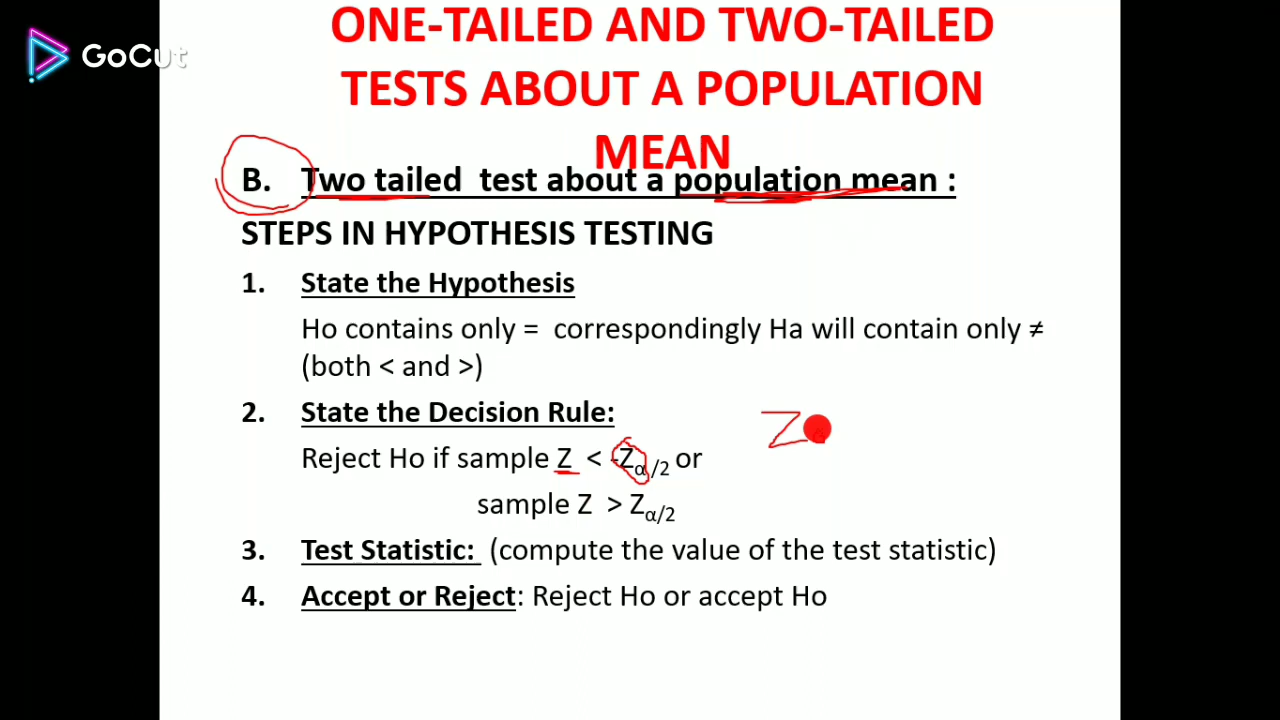 GoCut
ONE-TAILED AND TWO-TAILED
TESTS ABOUT A POPULATION
MEAN
B. Two tailed test about a population mean :
STEPS IN HYPOTHESIS TESTING
1. State the Hypothesis
Ho contains only = correspondingly Ha will contain only ≠
(both < and >)
2. State the Decision Rule:
Z
Reject Ho if sample Z < -Zα/2 or
sample Z > Zα/2
3. Test Statistic: (compute the value of the test statistic)
4. Accept or Reject: Reject Ho or accept Ho